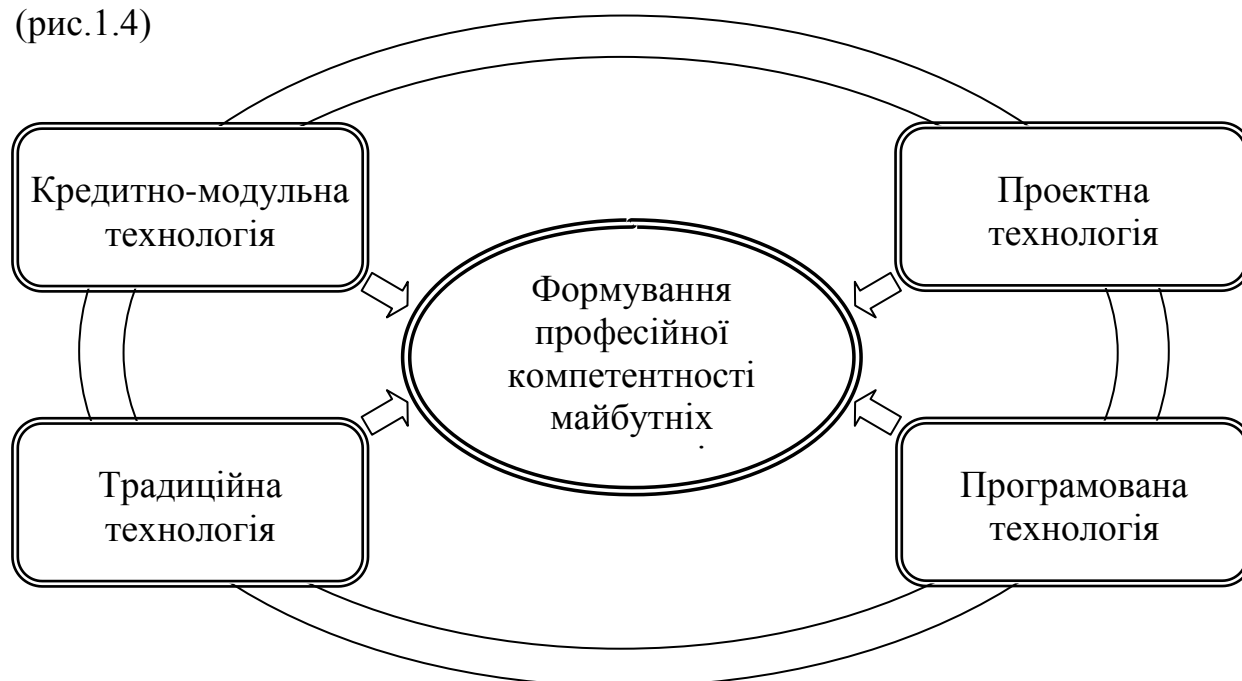 (рис.1.4)
Кредитно-модульна
технологія
Проектна
технологія
Формування
професійної
компетентності
майбутніх
Традиційна
технологія
Програмована
технологія